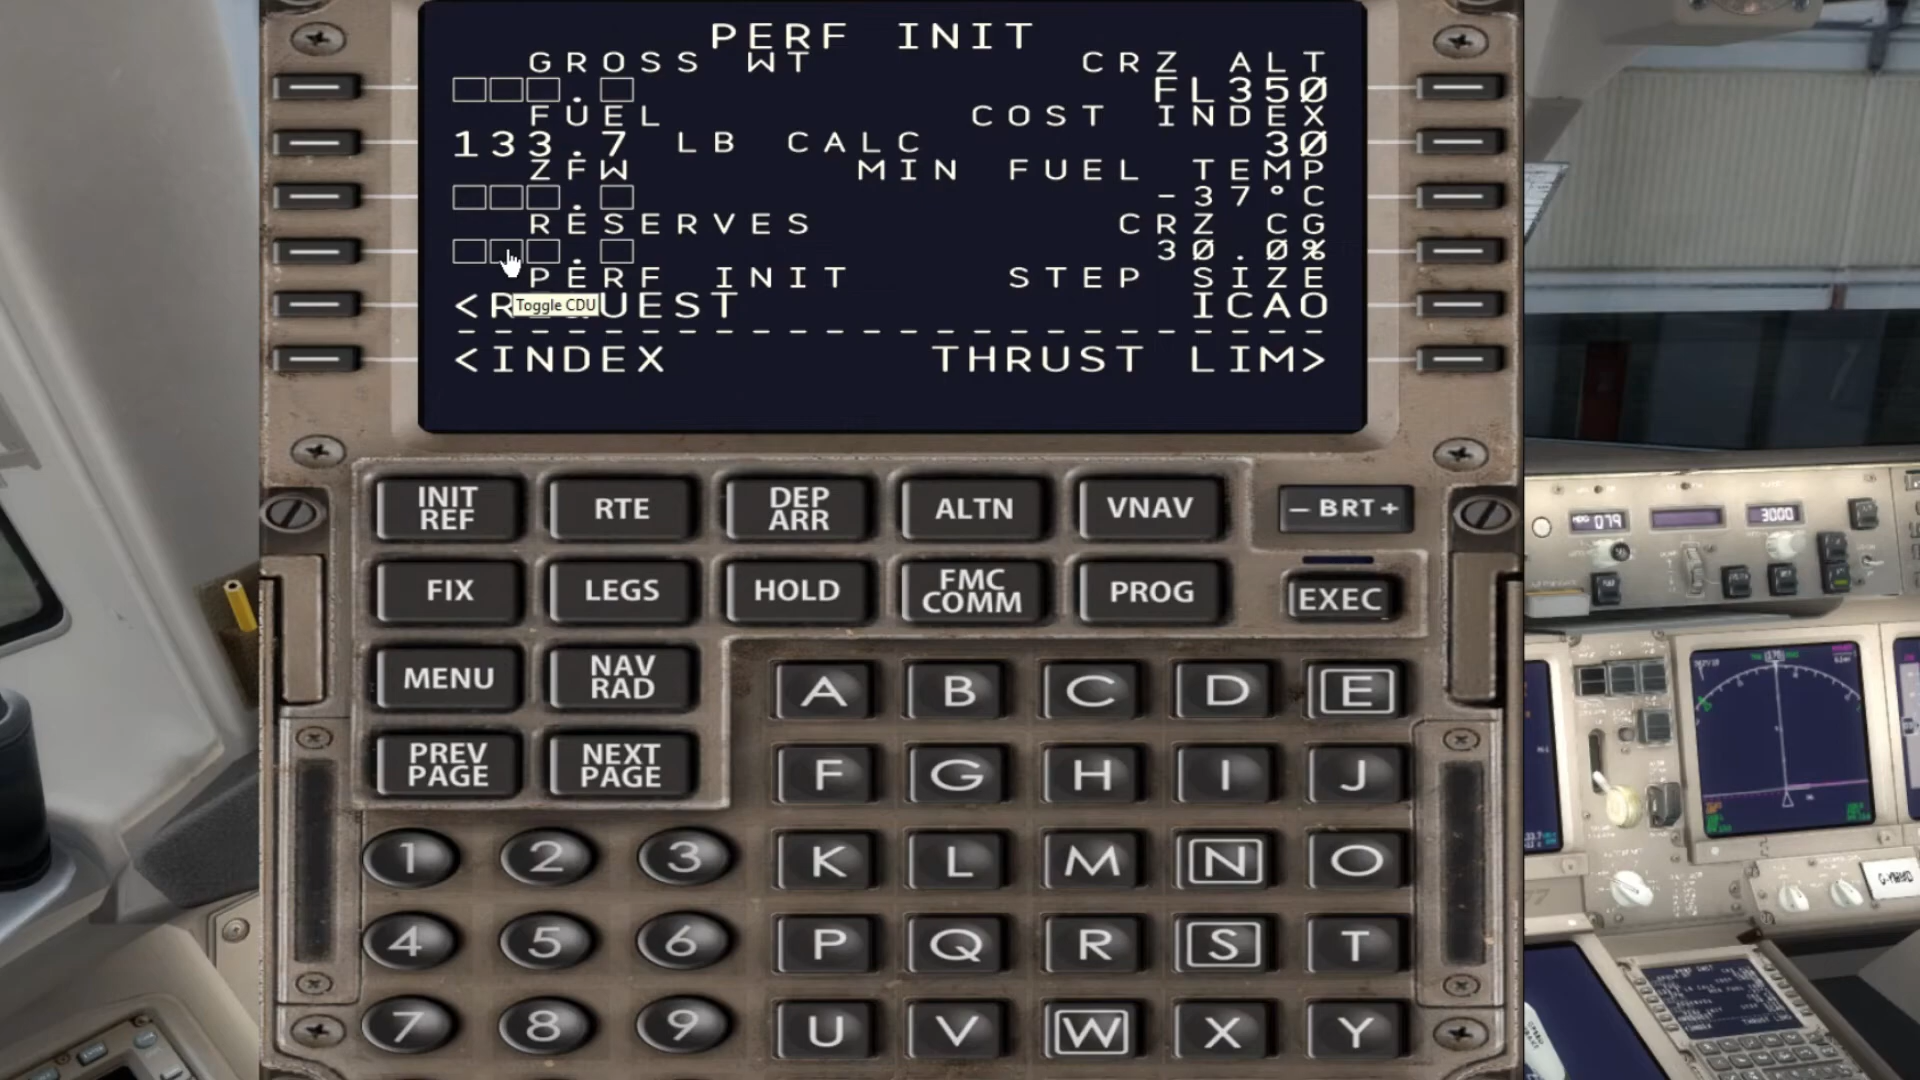 PERF INIT
GROSS WT CRZ ALT
□□□.□ FL350
FUEL COST INDEX
133.7 LB CALC 30
ZFW MIN FUEL TEMP
□□□.□ -37°C
RESERVES CRZ CG
□□□.□ 30.0%
PERF INIT STEP SIZE
<R UEST ICAO
Toggle CDU
<INDEX THRUST LIM>
INIT REF RTE DEP ARR ALTN VNAV - BRT +
FIX LEGS HOLD FMC COMM PROG EXEC
MENU NAV RAD
A B C D E
PREV PAGE NEXT PAGE
F G H I J
1 2 3 K L M N O
4 5 6 P Q R S T
7 8 9 U V W X Y
079
3000